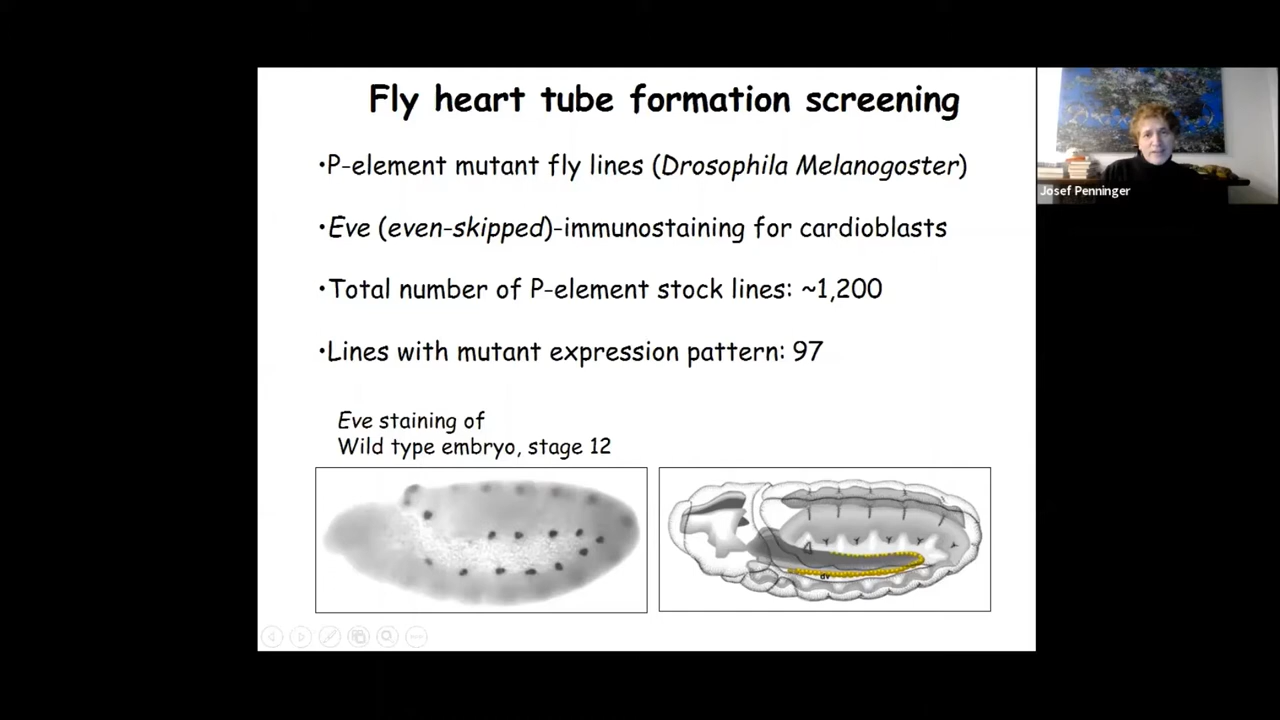 Fly heart tube formation screening
•P-element mutant fly lines (Drosophila Melanogoster)
•Eve (even-skipped)-immunostaining for cardioblasts
•Total number of P-element stock lines: ~1,200
•Lines with mutant expression pattern: 97
Eve staining of
Wild type embryo, stage 12
dv
Josef Penninger